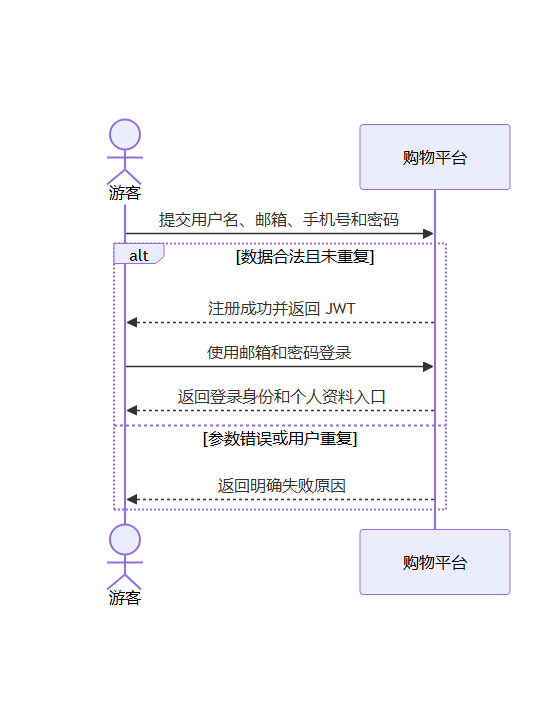 购物平台
游客
提交用户名、邮箱、手机号和密码
alt
[数据合法且未重复]
注册成功并返回 JWT
使用邮箱和密码登录
返回登录身份和个人资料入口
[参数错误或用户重复]
返回明确失败原因
购物平台
游客